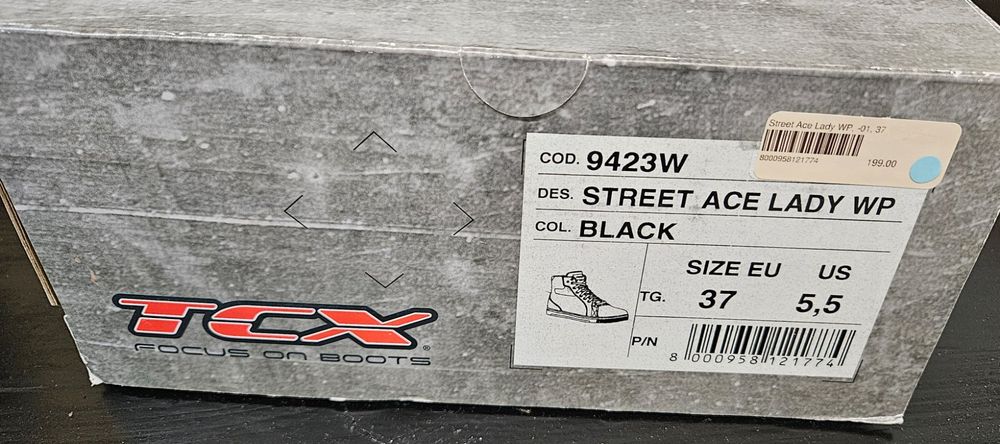 Street Ace Lady WP, -01, 37
8000958121774
199.00
COD. 9423W
DES. STREET ACE LADY WP
COL. BLACK
SIZE EU US
TG. 37 5,5
P/N
8 000958 121774
TCX®
FOCUS ON BOOTS